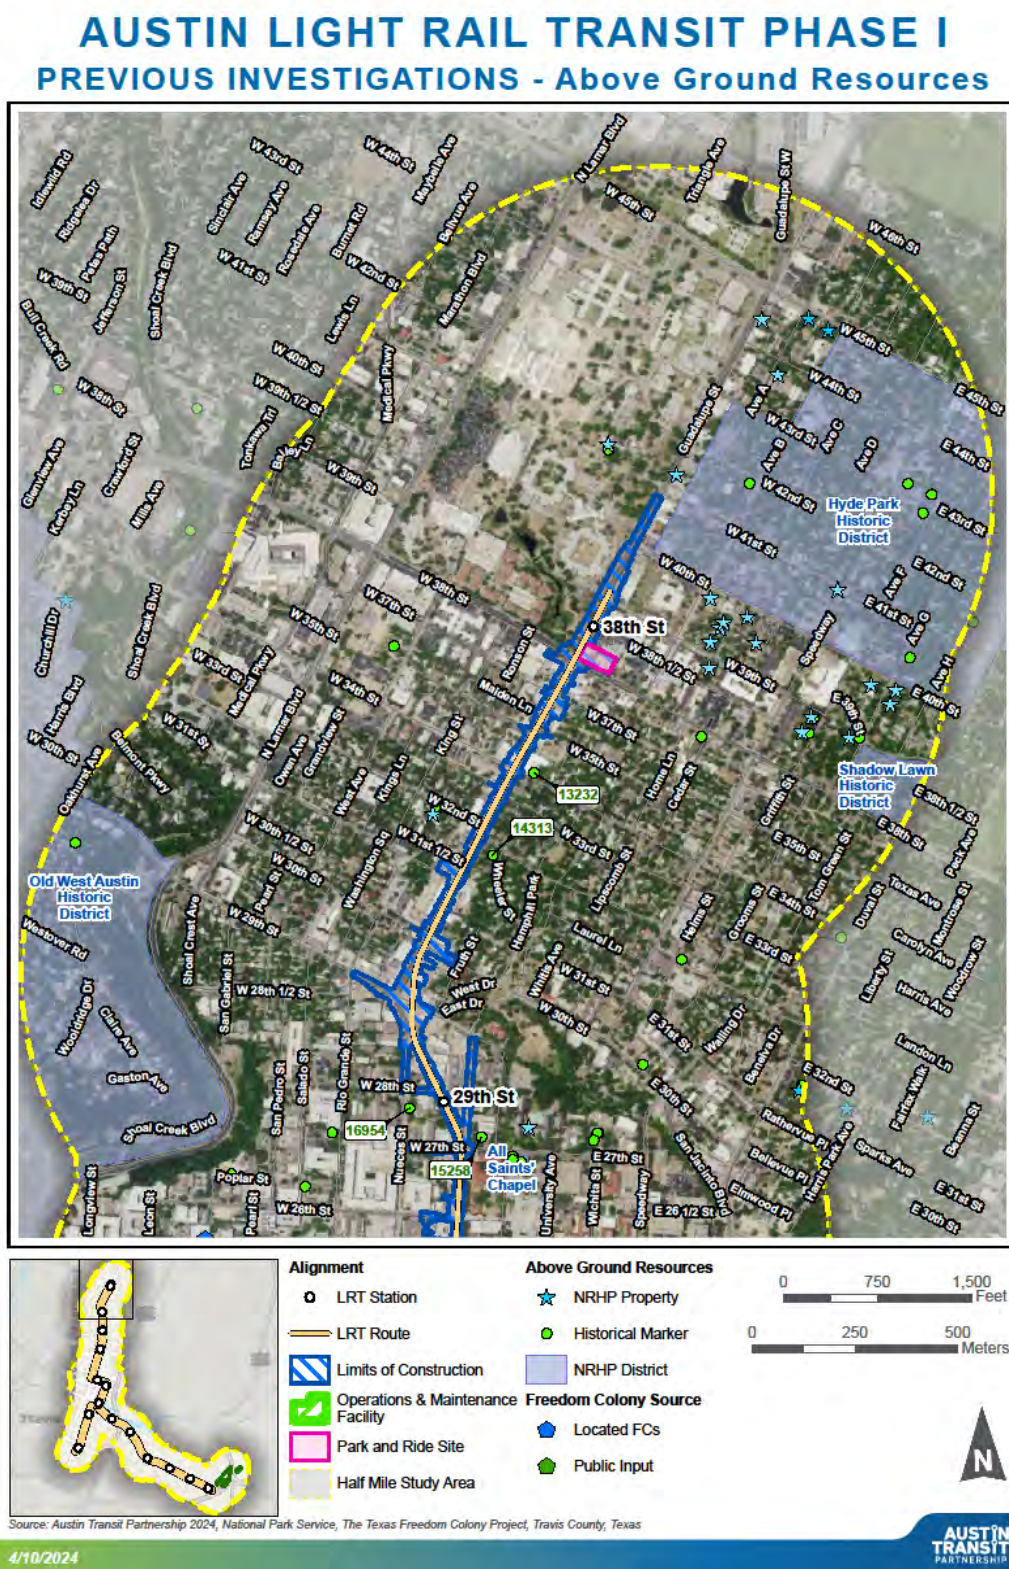 AUSTIN LIGHT RAIL TRANSIT PHASE I
PREVIOUS INVESTIGATIONS - Above Ground Resources
W 43rd St
W 44th St
Maybelle Ave
N Lamar Blvd
Triangle Ave
Guadalupe St W
Idlewild Rd
Ridgelea Dr
Sinclair Ave
Ramsey Ave
Rosedale Ave
Burnet Rd
Bellvue Ave
W 45th St
W 46th St
Petes Path
Shoal Creek Blvd
W 41st St
W 42nd St
Marathon Blvd
W 39th St
Jefferson St
Bull Creek Rd
Lewis Ln
W 40th St
W 39th 1/2 St
Medical Pkwy
W 45th St
W 38th St
W 44th St
Ave A
E 45th St
Guadalupe St
W 43rd St
Ave C
Ave B
Ave D
E 44th St
Tonkawa Trl
Bailey Ln
Glenview Ave
Crawford St
Kerbey Ln
Mills Ave
W 39th St
W 42nd St
Hyde Park
Historic
District
E 43rd St
W 41st St
W 40th St
E 42nd St
Ave F
W 38th St
W 37th St
E 41st St
Ave G
Churchill Dr
Shoal Creek Blvd
W 35th St
38th St
Ronson St
Speedway
W 38th 1/2 St
W 39th St
W 33rd St
Medical Pkwy
W 34th St
Maiden Ln
Ave H
E 40th St
E 39th St
Harris Blvd
W 30th St
W 31st St
N Lamar Blvd
Grandview St
Owen Ave
King St
W 37th St
W 35th St
Belmont Pkwy
Oakhurst Ave
West Ave
Kings Ln
Home Ln
Cedar St
Griffith St
Shadow Lawn
Historic
District
E 38th 1/2 St
13232
W 32nd St
14313
W 30th 1/2 St
W 31st 1/2 St
W 33rd St
E 38th St
E 35th St
Tom Green St
Peck Ave
W 30th St
Washington Sq
Wheeler St
Lipscomb St
Hemphill Park
Old West Austin
Historic
District
Pearl St
Shoal Crest Ave
W 29th St
Helms St
Grooms St
E 34th St
Texas Ave
Duval St
Montrose St
Westover Rd
Fruth St
Laurel Ln
E 33rd St
Carolyn Ave
Woodrow St
San Gabriel St
Whitis Ave
W 31st St
Liberty St
Harris Ave
W 28th 1/2 St
West Dr
East Dr
W 30th St
Wooldridge Dr
Claire Ave
E 31st St
Walling Dr
Benelva Dr
Landon Ln
Gaston Ave
San Pedro St
Salado St
Rio Grande St
W 28th St
29th St
E 30th St
E 32nd St
Fairfax Walk
Shoal Creek Blvd
16954
Nueces St
W 27th St
15258
All
Saints'
Chapel
E 27th St
Rathervue Pl
Bellevue Pl
Harris Park Ave
Sparks Ave
Beanna St
Longview St
Leon St
Poplar St
Pearl St
W 26th St
University Ave
Wichita St
Speedway
San Jacinto Blvd
E 26 1/2 St
Elmwood Pl
E 31st St
E 30th St
Alignment
LRT Station
LRT Route
Limits of Construction
Operations & Maintenance
Facility
Park and Ride Site
Half Mile Study Area
Above Ground Resources
NRHP Property
Historical Marker
NRHP District
Freedom Colony Source
Located FCs
Public Input
0 750 1,500
Feet
0 250 500
Meters
N
Source: Austin Transit Partnership 2024, National Park Service, The Texas Freedom Colony Project, Travis County, Texas
4/10/2024
AUSTIN
TRANSIT
PARTNERSHIP